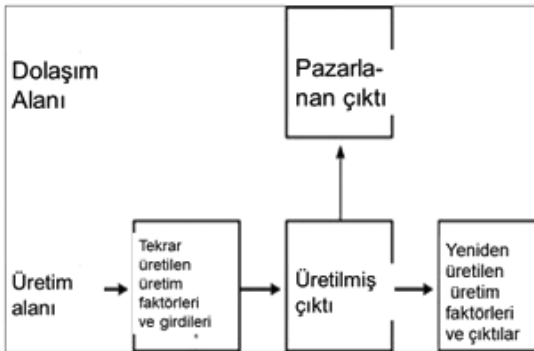 Dolaşım
Alanı
Pazarla-
nan çıktı
Üretim
alanı
Tekrar
üretilen
üretim
faktörleri
ve girdileri
Üretilmiş
çıktı
Yeniden
üretilen
üretim
faktörleri
ve çıktılar